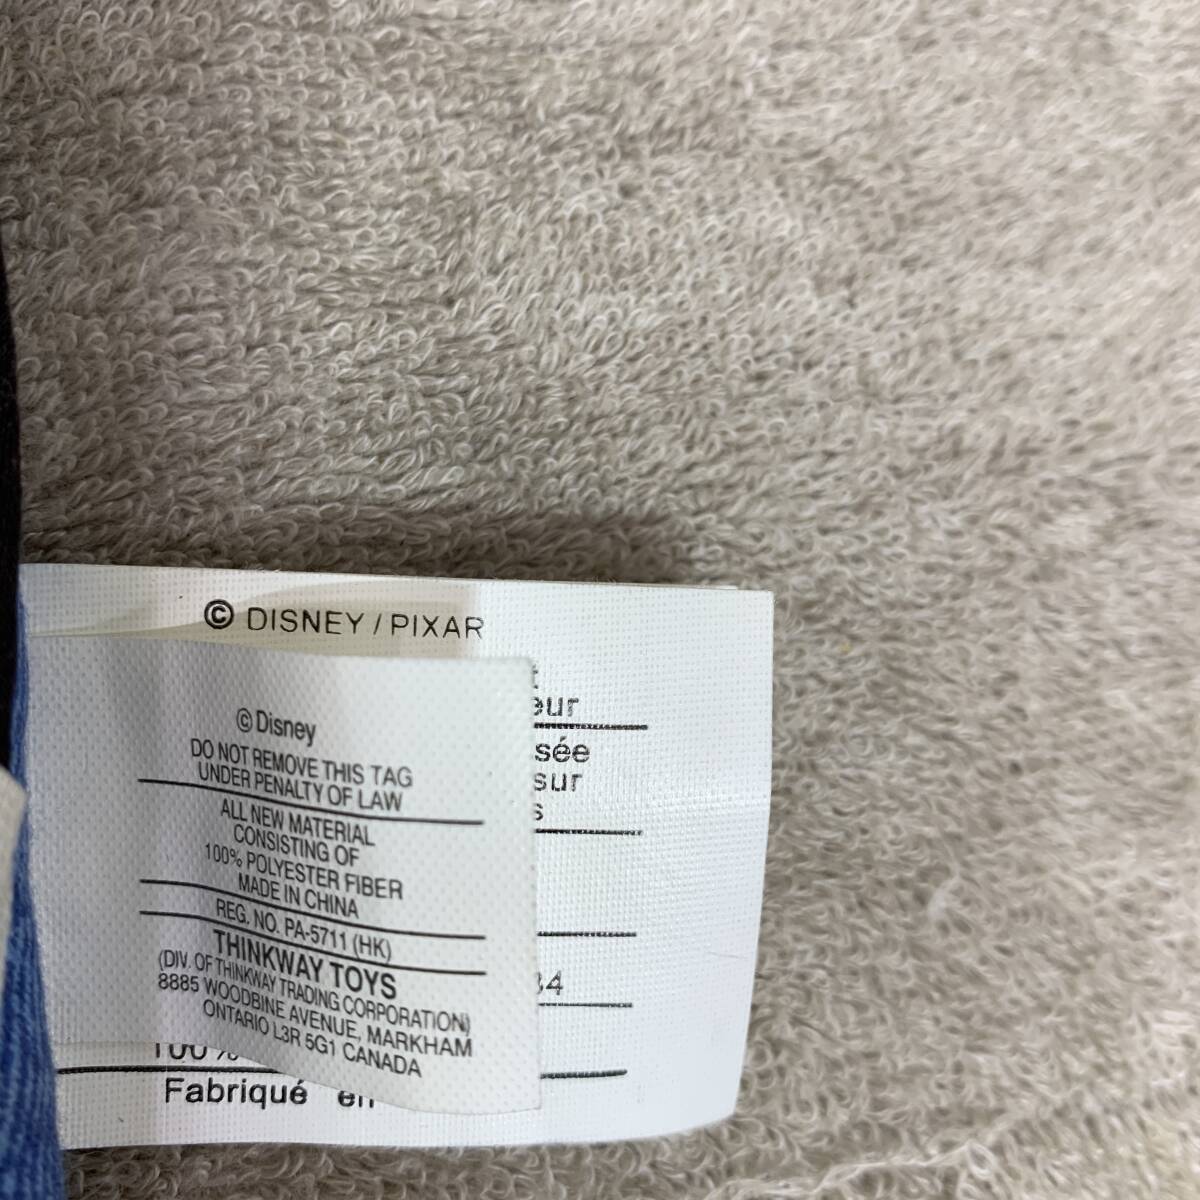 © DISNEY / PIXAR
© Disney
DO NOT REMOVE THIS TAG
UNDER PENALTY OF LAW
ALL NEW MATERIAL
CONSISTING OF
100% POLYESTER FIBER
MADE IN CHINA
REG. NO. PA-5711 (HK)
THINKWAY TOYS
(DIV. OF THINKWAY TRADING CORPORATION)
8885 WOODBINE AVENUE, MARKHAM
ONTARIO L3R 5G1 CANADA
eur
sée
sur
s
34
100%
Fabriqué en